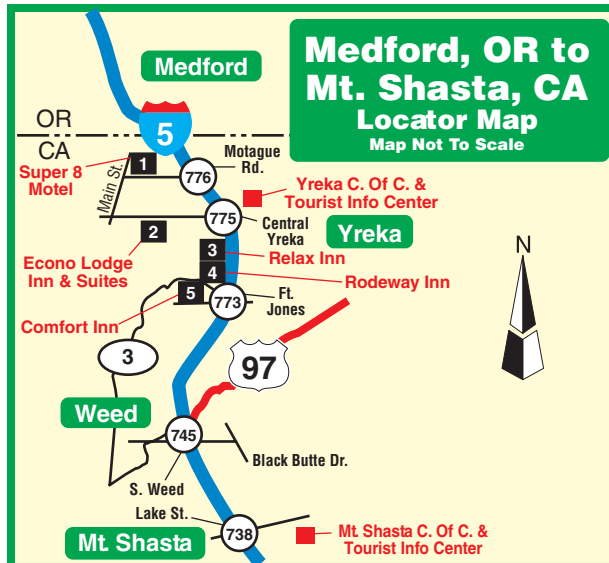 Medford, OR to
Mt. Shasta, CA
Locator Map
Map Not To Scale
Medford
OR
CA
5
Super 8
Motel
1
Main St.
Motague
Rd.
776
Yreka C. Of C. &
Tourist Info Center
775
Central
Yreka
Yreka
2
Econo Lodge
Inn & Suites
3
Relax Inn
4
Rodeway Inn
5
Comfort Inn
773
Ft.
Jones
N
3
97
Weed
745
Black Butte Dr.
S. Weed
Lake St.
738
Mt. Shasta
Mt. Shasta C. Of C. &
Tourist Info Center